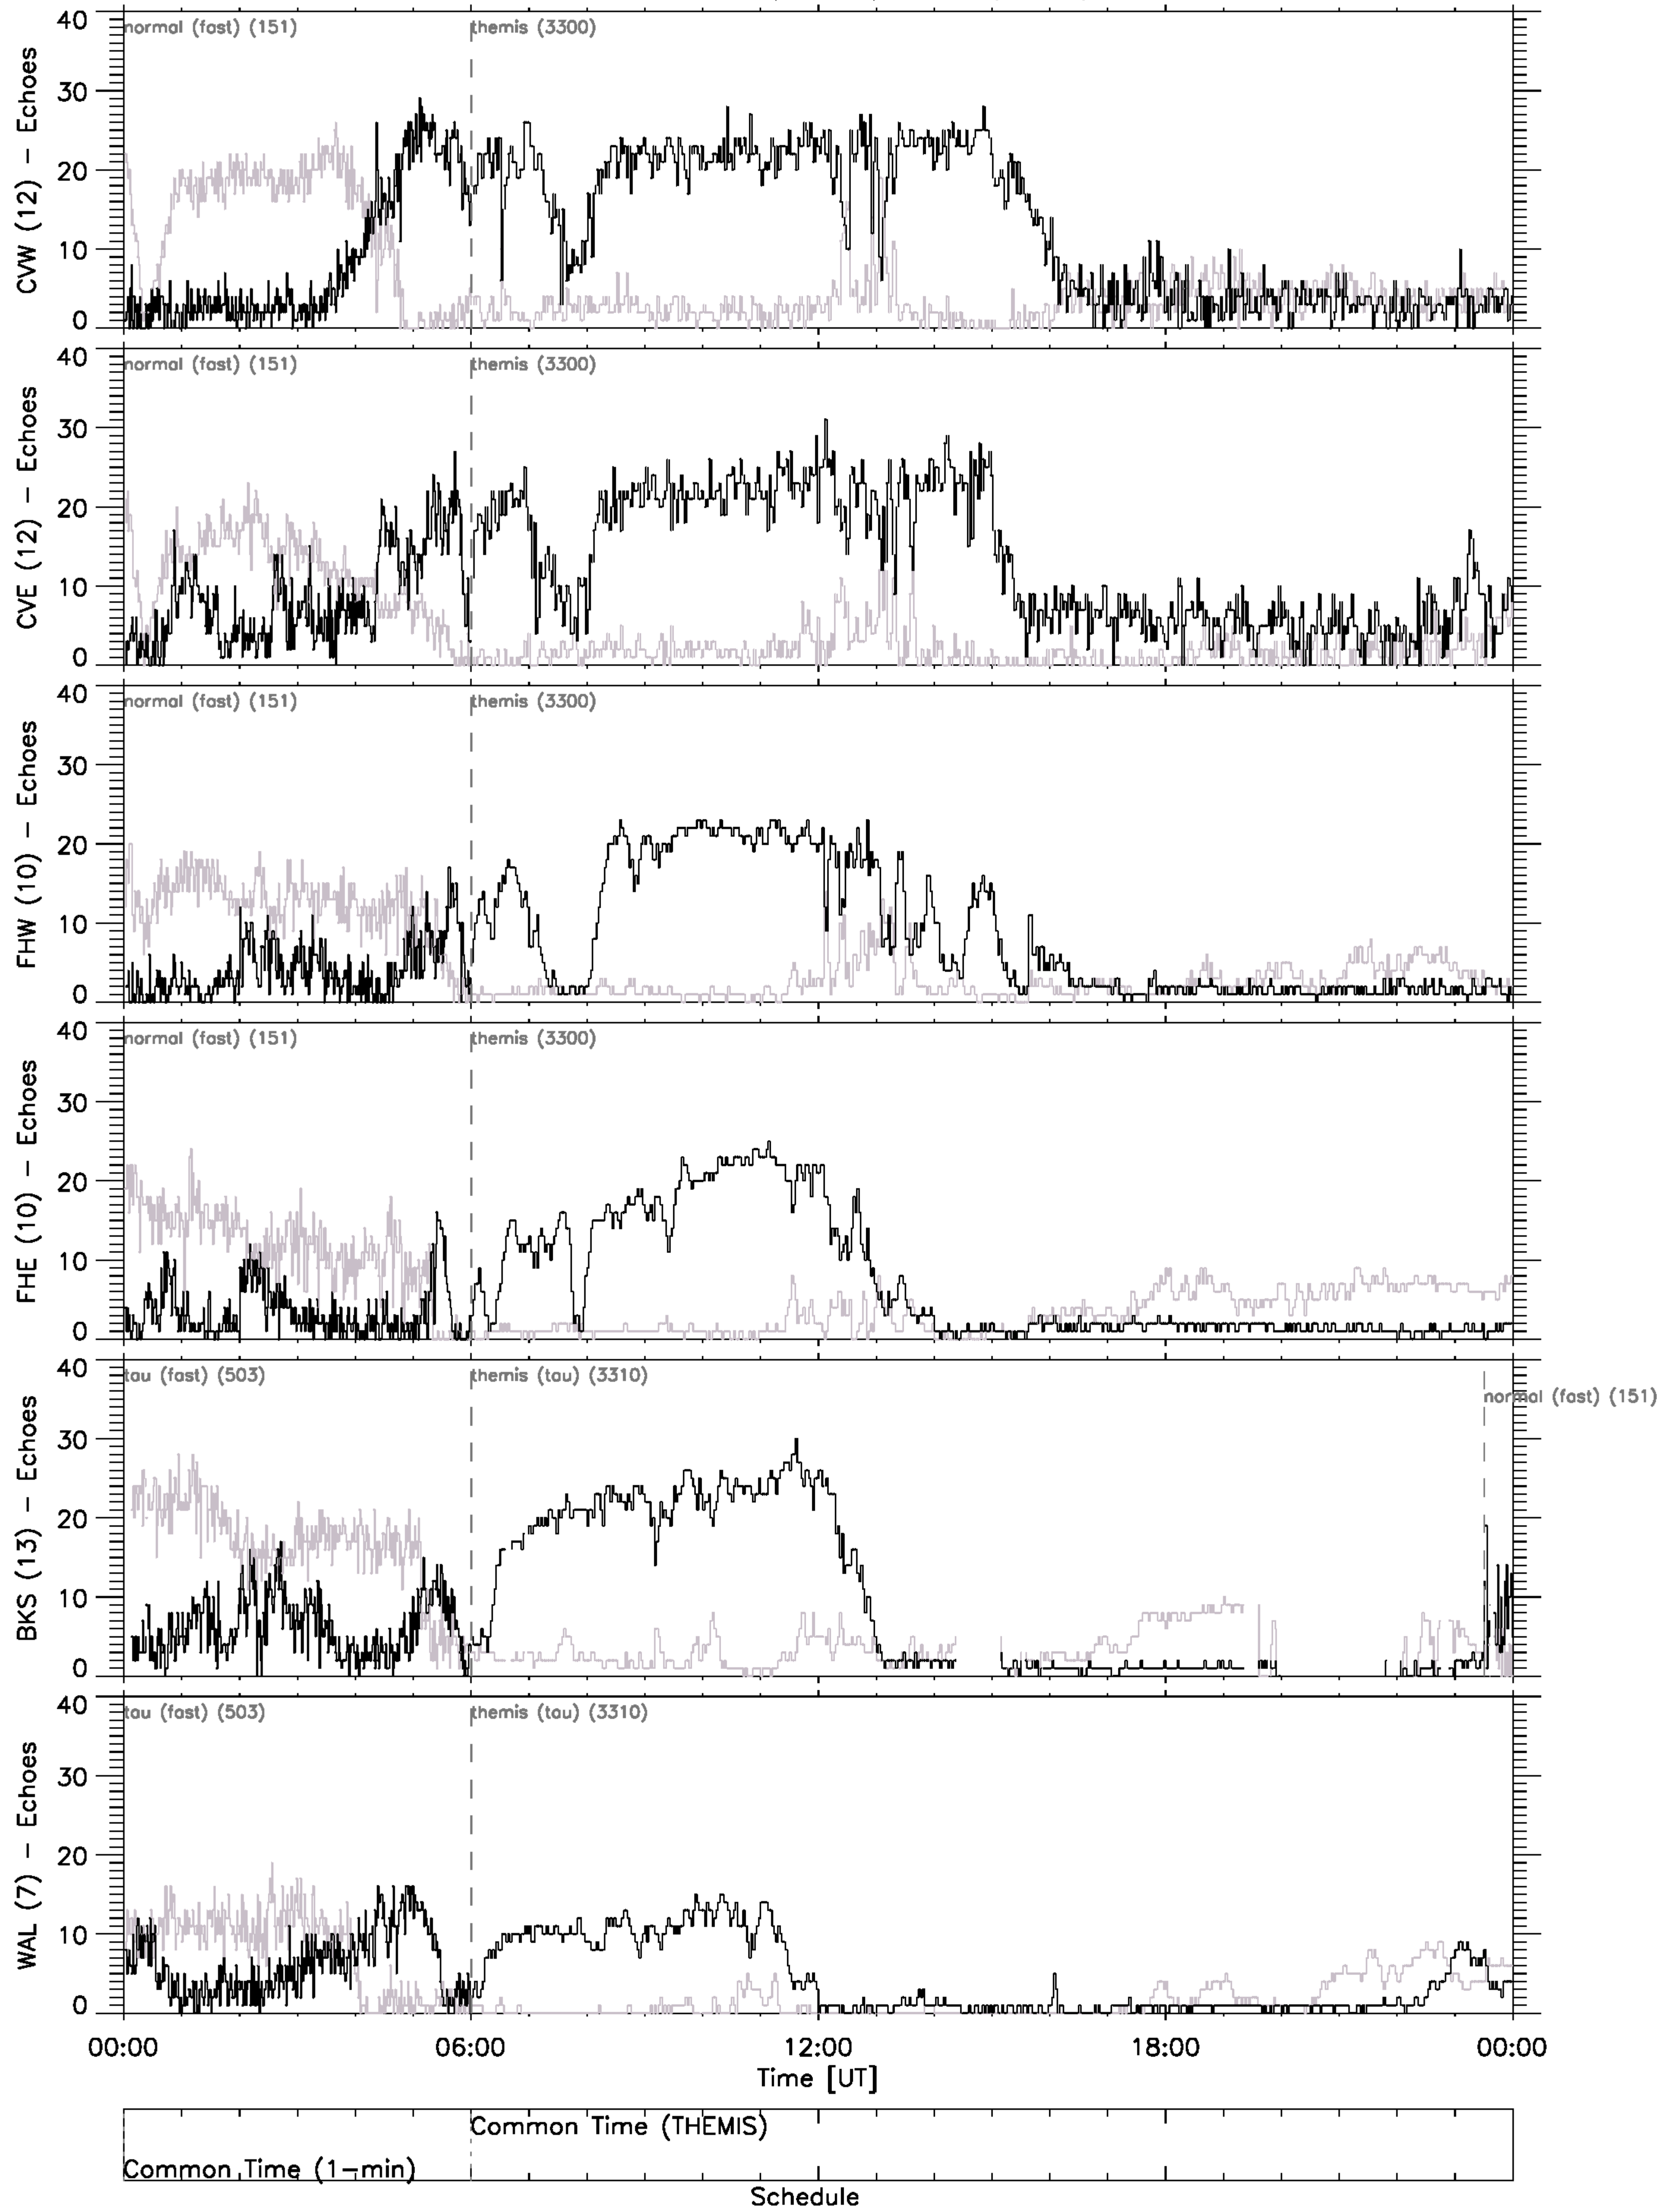 40
normal (fast) (151) themis (3300)
30
20
10
0
CVW (12) - Echoes
40
normal (fast) (151) themis (3300)
30
20
10
0
CVE (12) - Echoes
40
normal (fast) (151) themis (3300)
30
20
10
0
FHW (10) - Echoes
40
normal (fast) (151) themis (3300)
30
20
10
0
FHE (10) - Echoes
40
tau (fast) (503) themis (tau) (3310)
normal (fast) (151)
30
20
10
0
BKS (13) - Echoes
40
tau (fast) (503) themis (tau) (3310)
30
20
10
0
WAL (7) - Echoes
00:00 06:00 12:00 18:00 00:00
Time [UT]
Common Time (THEMIS)
Common Time (1-min)
Schedule